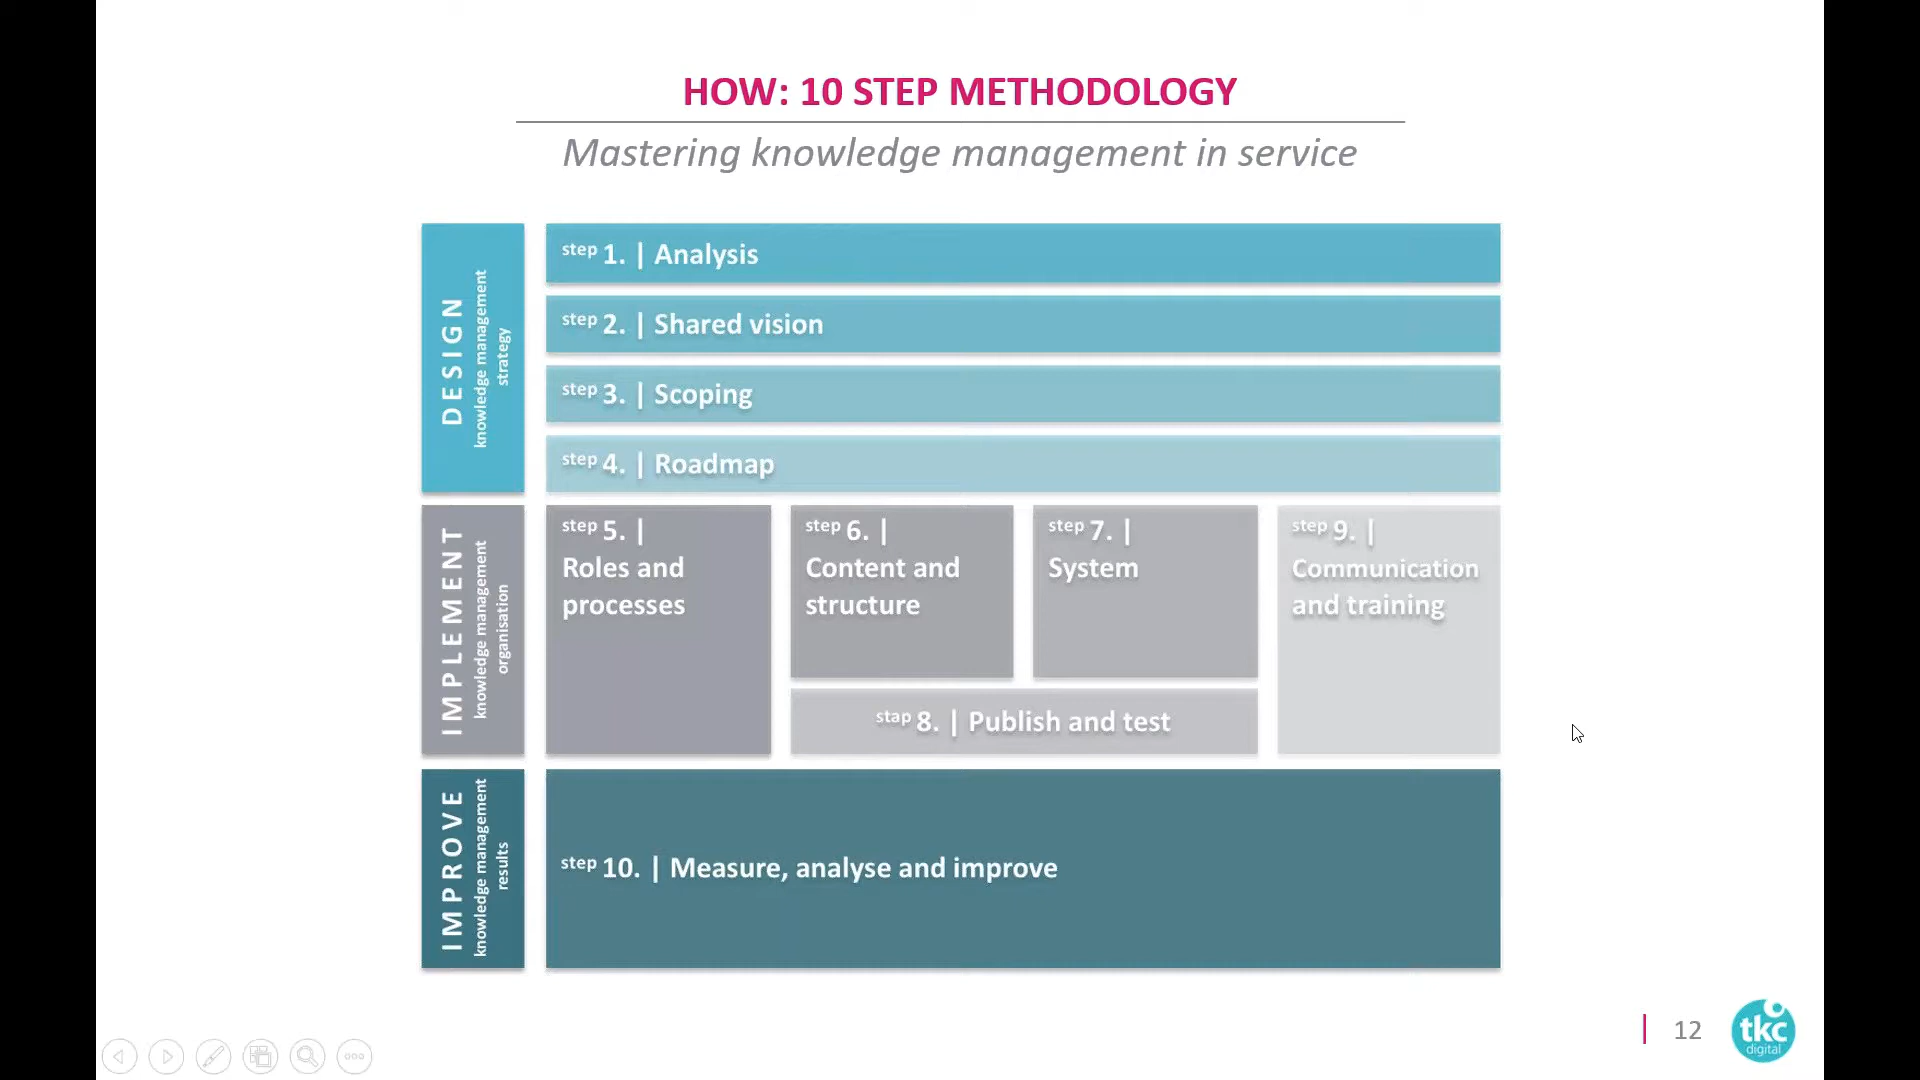 HOW: 10 STEP METHODOLOGY
Mastering knowledge management in service
DESIGN
knowledge management
strategy
step 1. | Analysis
step 2. | Shared vision
step 3. | Scoping
step 4. | Roadmap
IMPLEMENT
knowledge management
organisation
step 5. |
Roles and
processes
step 6. |
Content and
structure
step 7. |
System
stap 8. | Publish and test
step 9. |
Communication
and training
IMPROVE
knowledge management
results
step 10. | Measure, analyse and improve
| 12
tkc
digital